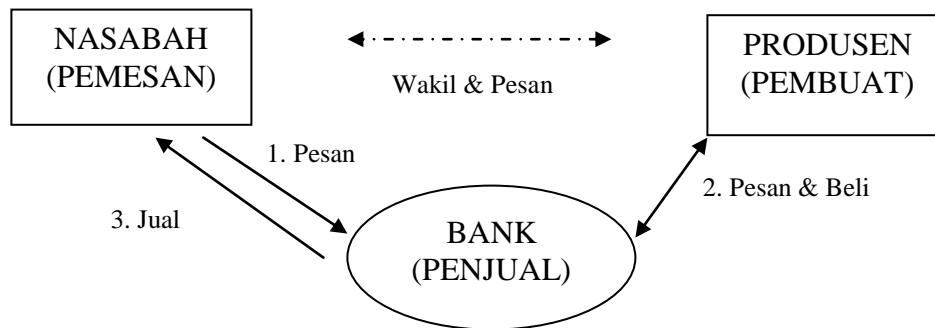 NASABAH
(PEMESAN)
Wakil & Pesan
PRODUSEN
(PEMBUAT)
1. Pesan
2. Pesan & Beli
3. Jual
BANK
(PENJUAL)